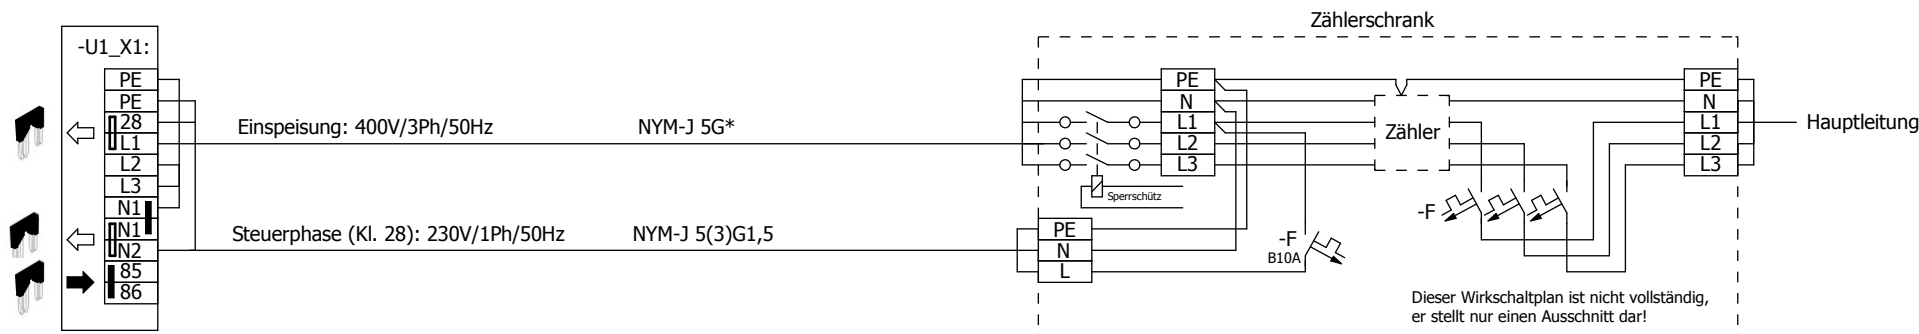 Zählerschrank
-U1_X1:
PE
PE
28
L1
L2
L3
N1
N1
N2
85
86
Einspeisung: 400V/3Ph/50Hz
NYM-J 5G*
Steuerphase (Kl. 28): 230V/1Ph/50Hz
NYM-J 5(3)G1,5
PE
N
L1
L2
L3
Sperrschütz
PE
N
L
-F
B10A
Zähler
-F
PE
N
L1
L2
L3
Hauptleitung
Dieser Wirkschaltplan ist nicht vollständig,
er stellt nur einen Ausschnitt dar!